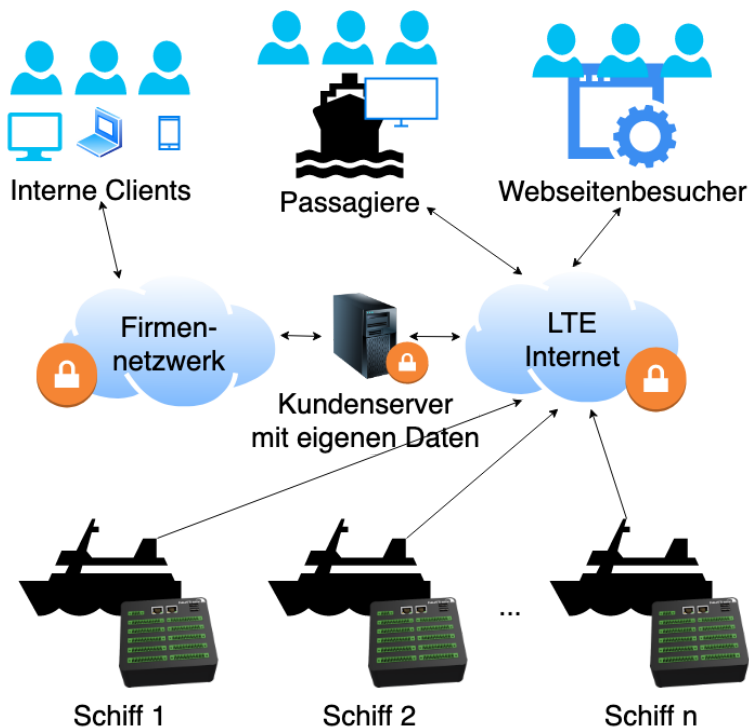 Interne Clients
Passagiere
Webseitenbesucher
Firmen-
netzwerk
LTE
Internet
Kundenserver
mit eigenen Daten
...
Schiff 1
Schiff 2
Schiff n